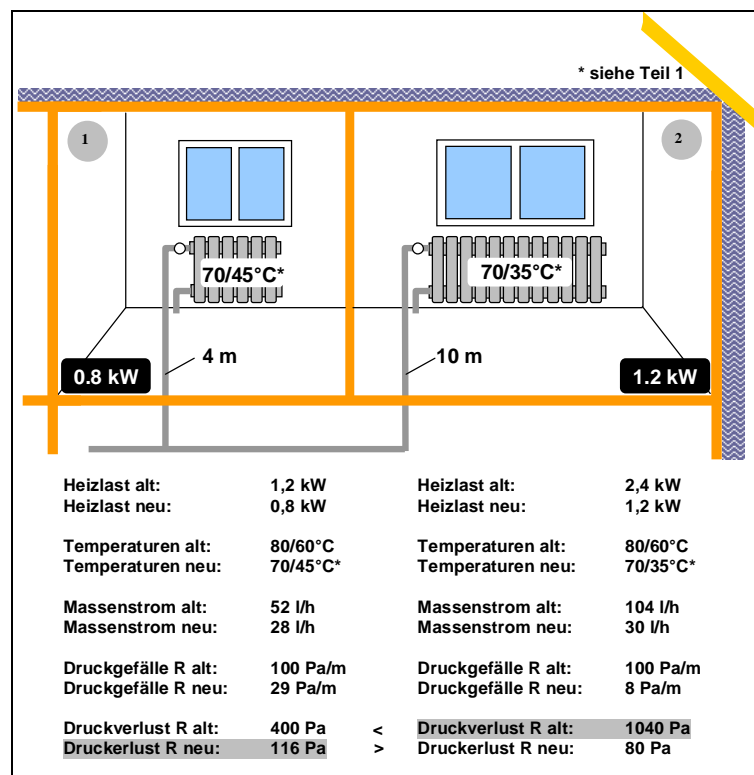 * siehe Teil 1
1
2
70/45°C*
70/35°C*
4 m
10 m
0.8 kW
1.2 kW
Heizlast alt: 1,2 kW Heizlast alt: 2,4 kW
Heizlast neu: 0,8 kW Heizlast neu: 1,2 kW
Temperaturen alt: 80/60°C Temperaturen alt: 80/60°C
Temperaturen neu: 70/45°C* Temperaturen neu: 70/35°C*
Massenstrom alt: 52 l/h Massenstrom alt: 104 l/h
Massenstrom neu: 28 l/h Massenstrom neu: 30 l/h
Druckgefälle R alt: 100 Pa/m Druckgefälle R alt: 100 Pa/m
Druckgefälle R neu: 29 Pa/m Druckgefälle R neu: 8 Pa/m
Druckverlust R alt: 400 Pa < Druckverlust R alt: 1040 Pa
Druckerlust R neu: 116 Pa > Druckerlust R neu: 80 Pa